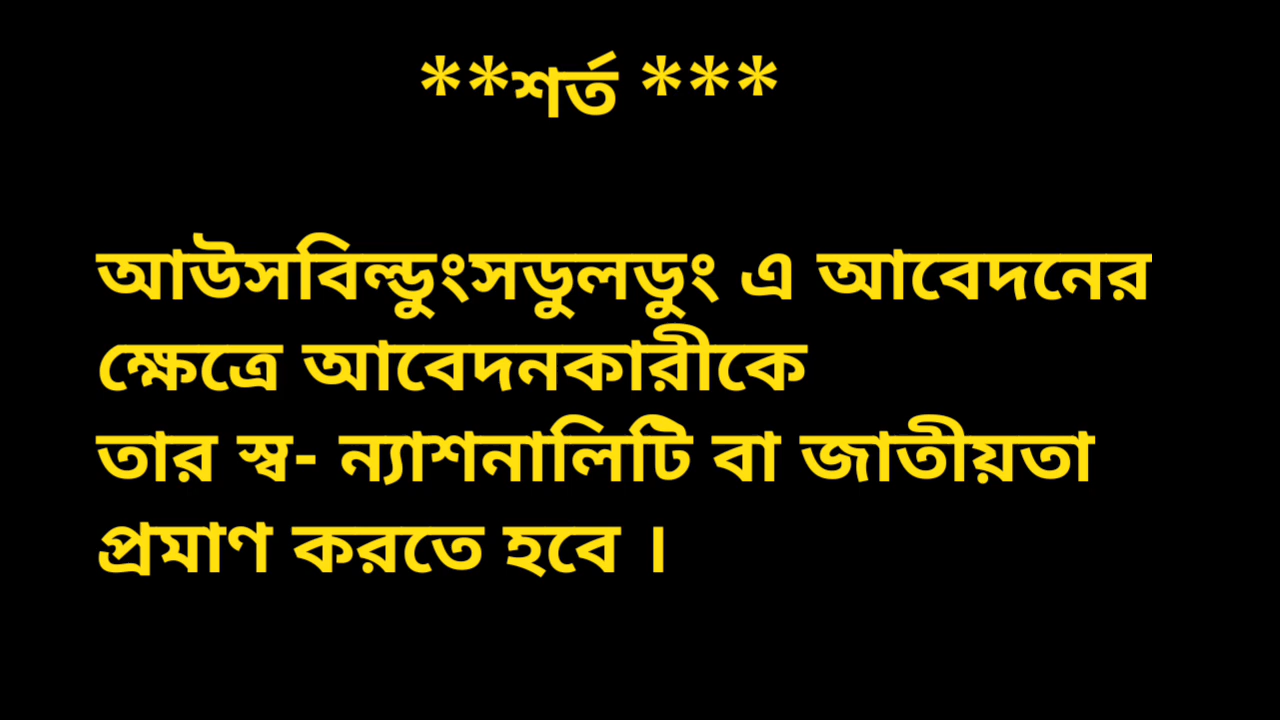 **শর্ত ***
আউসবিল্ডুংসডুলডুং এ আবেদনের
ক্ষেত্রে আবেদনকারীকে
তার স্ব- ন্যাশনালিটি বা জাতীয়তা
প্রমাণ করতে হবে ।